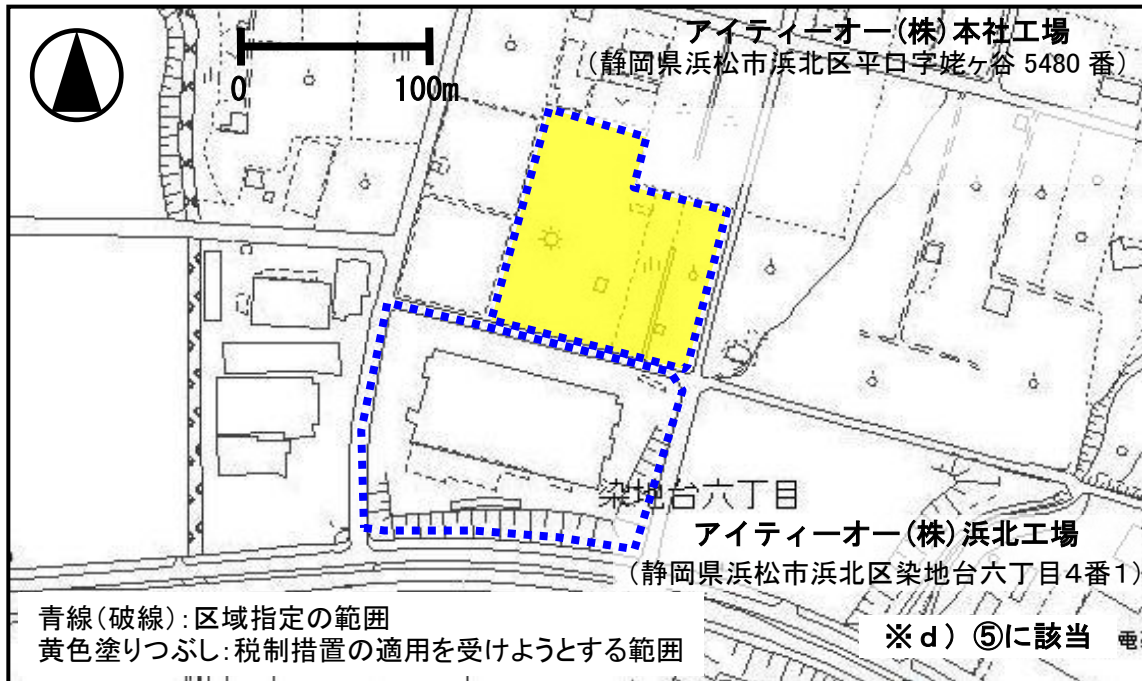 アイティーオー(株)本社工場
(静岡県浜松市浜北区平口字姥ヶ谷 5480 番)
0 100m
染地台六丁目
アイティーオー(株)浜北工場
(静岡県浜松市浜北区染地台六丁目4番1)
青線(破線):区域指定の範囲
黄色塗りつぶし:税制措置の適用を受けようとする範囲
※d) ⑤に該当
電